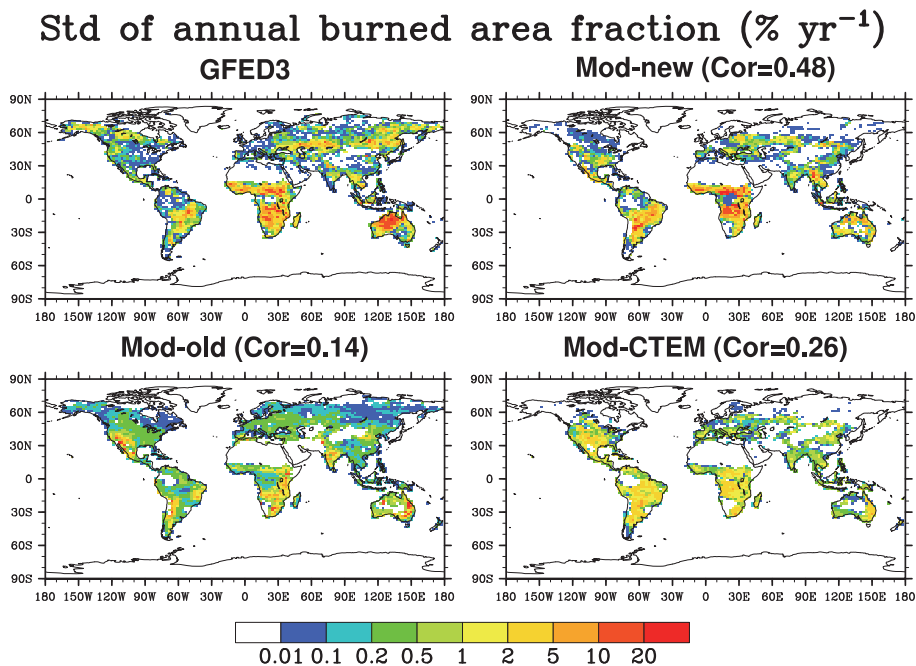 Std of annual burned area fraction (% yr⁻¹)
GFED3
Mod-new (Cor=0.48)
90N
60N
30N
0
30S
60S
90S
180 150W 120W 90W 60W 30W 0 30E 60E 90E 120E 150E 180
90N
60N
30N
0
30S
60S
90S
180 150W 120W 90W 60W 30W 0 30E 60E 90E 120E 150E 180
Mod-old (Cor=0.14)
Mod-CTEM (Cor=0.26)
90N
60N
30N
0
30S
60S
90S
180 150W 120W 90W 60W 30W 0 30E 60E 90E 120E 150E 180
90N
60N
30N
0
30S
60S
90S
180 150W 120W 90W 60W 30W 0 30E 60E 90E 120E 150E 180
0.01 0.1 0.2 0.5 1 2 5 10 20